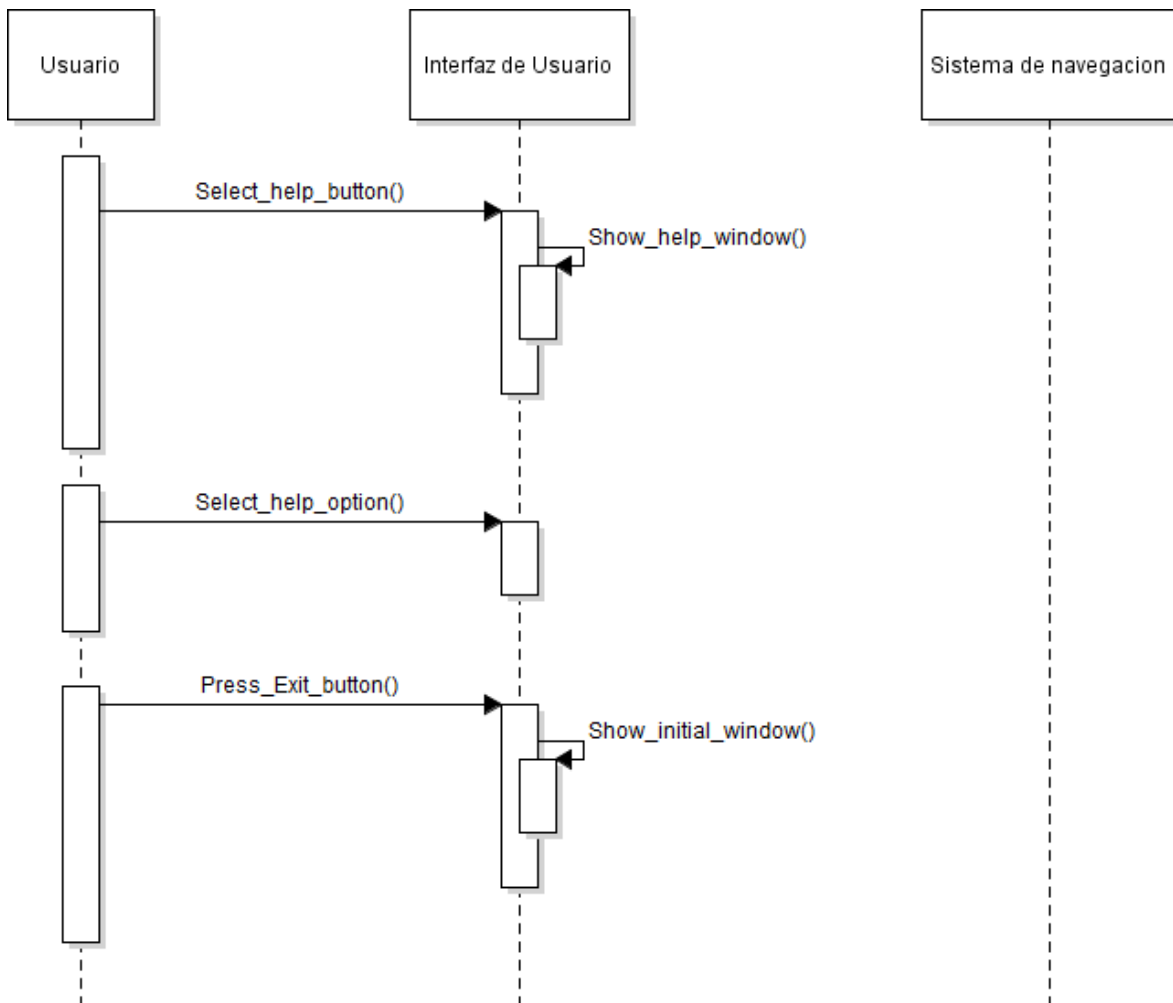 Usuario
Interfaz de Usuario
Sistema de navegacion
Select_help_button()
Show_help_window()
Select_help_option()
Press_Exit_button()
Show_initial_window()